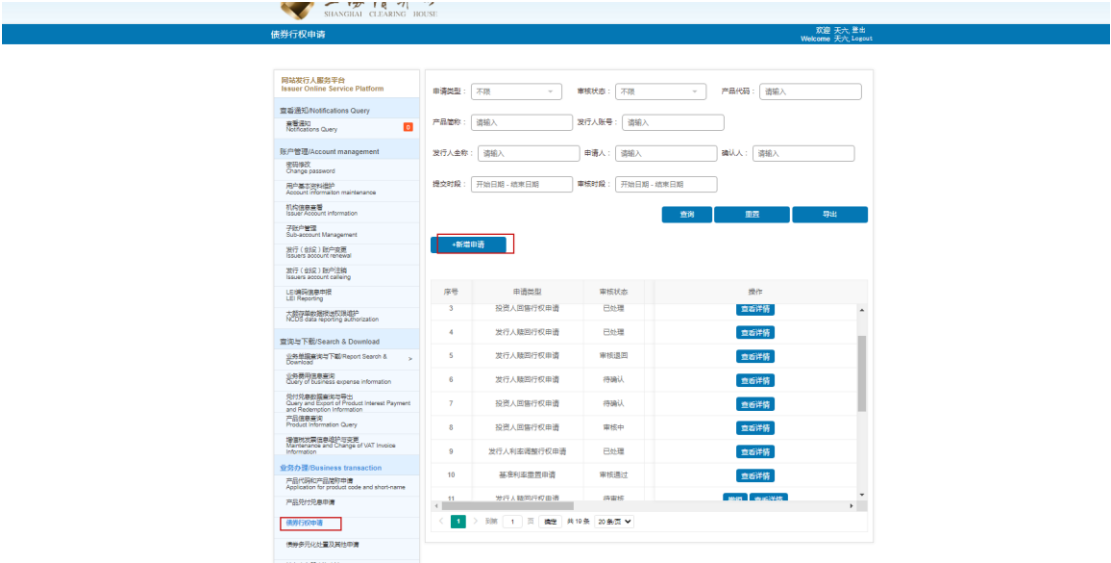 SHANGHAI CLEARING HOUSE
债券行权申请
欢迎 天六 登出
Welcome 天六 Logout
网站发行人服务平台
Issuer Online Service Platform
查看通知/Notifications Query
查看通知
Notifications Query
0
账户管理/Account management
密码修改
Change password
用户基本资料维护
Account information maintenance
机构信息查看
Issuer Account information
子账户管理
Sub-account Management
发行（创设）账户变更
Issuers account renewal
发行（创设）账户注销
Issuers account calleing
LEI编码信息申报
LEI Reporting
大额存单数据报送权限维护
NCDS data reporting authorization
查询与下载/Search & Download
业务单据查询与下载/Report Search & Download >
业务费用信息查询
Query of business expense information
兑付兑息数据查询与导出
Query and Export of Product Interest Payment and Redemption Information
产品信息查询
Product Information Query
增值税发票信息维护与变更
Maintenance and Change of VAT Invoice Information
业务办理/Business transaction
产品代码和产品简称申请
Application for product code and short-name
产品兑付兑息申请
债券行权申请
债券多元化处置及其他申请
申请类型： 不限 审核状态： 不限 产品代码： 请输入
产品简称： 请输入 发行人账号： 请输入
发行人全称： 请输入 申请人： 请输入 确认人： 请输入
提交时段： 开始日期 - 结束日期 审核时段： 开始日期 - 结束日期
查询 重置 导出
+新增申请
序号 申请类型 审核状态 操作
3 投资人回售行权申请 已处理 查看详情
4 发行人赎回行权申请 已处理 查看详情
5 发行人赎回行权申请 审核退回 查看详情
6 发行人赎回行权申请 待确认 查看详情
7 投资人回售行权申请 待确认 查看详情
8 投资人回售行权申请 审核中 查看详情
9 发行人利率调整行权申请 已处理 查看详情
10 基准利率重置申请 审核通过 查看详情
11 发行人赎回行权申请 待审核 撤销 查看详情
< 1 > 到第 1 页 确定 共 19 条 20 条/页